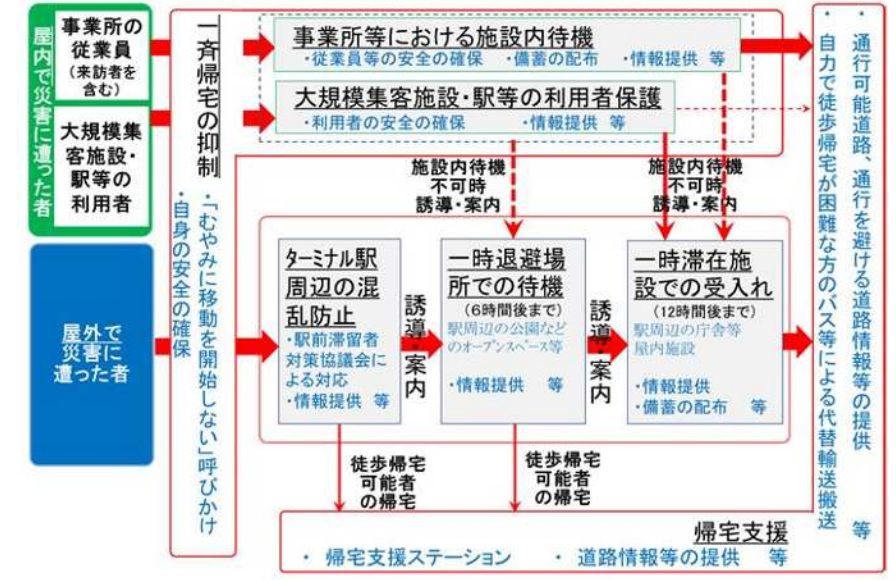 屋内で災害に遭った者
事業所の
従業員
(来訪者を
含む)
大規模集
客施設・
駅等の
利用者
屋外で
災害に
遭った者
一斉帰宅の抑制
・「むやみに移動を開始しない」呼びかけ
・自身の安全の確保
事業所等における施設内待機
・従業員等の安全の確保 ・備蓄の配布 ・情報提供 等
大規模集客施設・駅等の利用者保護
・利用者の安全の確保 ・情報提供 等
施設内待機
不可時
誘導・案内
施設内待機
不可時
誘導・案内
ターミナル駅
周辺の混
乱防止
・駅前滞留者
対策協議会に
よる対応
・情報提供 等
誘導・案内
一時退避場
所での待機
(6時間後まで)
駅周辺の公園など
のオープンスペース等
・情報提供 等
誘導・案内
一時滞在施
設での受入れ
(12時間後まで)
駅周辺の庁舎等
屋内施設
・情報提供
・備蓄の配布 等
徒歩帰宅
可能者
の帰宅
徒歩帰宅
可能者
の帰宅
・通行可能道路、通行を避ける道路情報等の提供
・自力で徒歩帰宅が困難な方のバス等による代替輸送搬送 等
帰宅支援
・ 帰宅支援ステーション ・ 道路情報等の提供 等